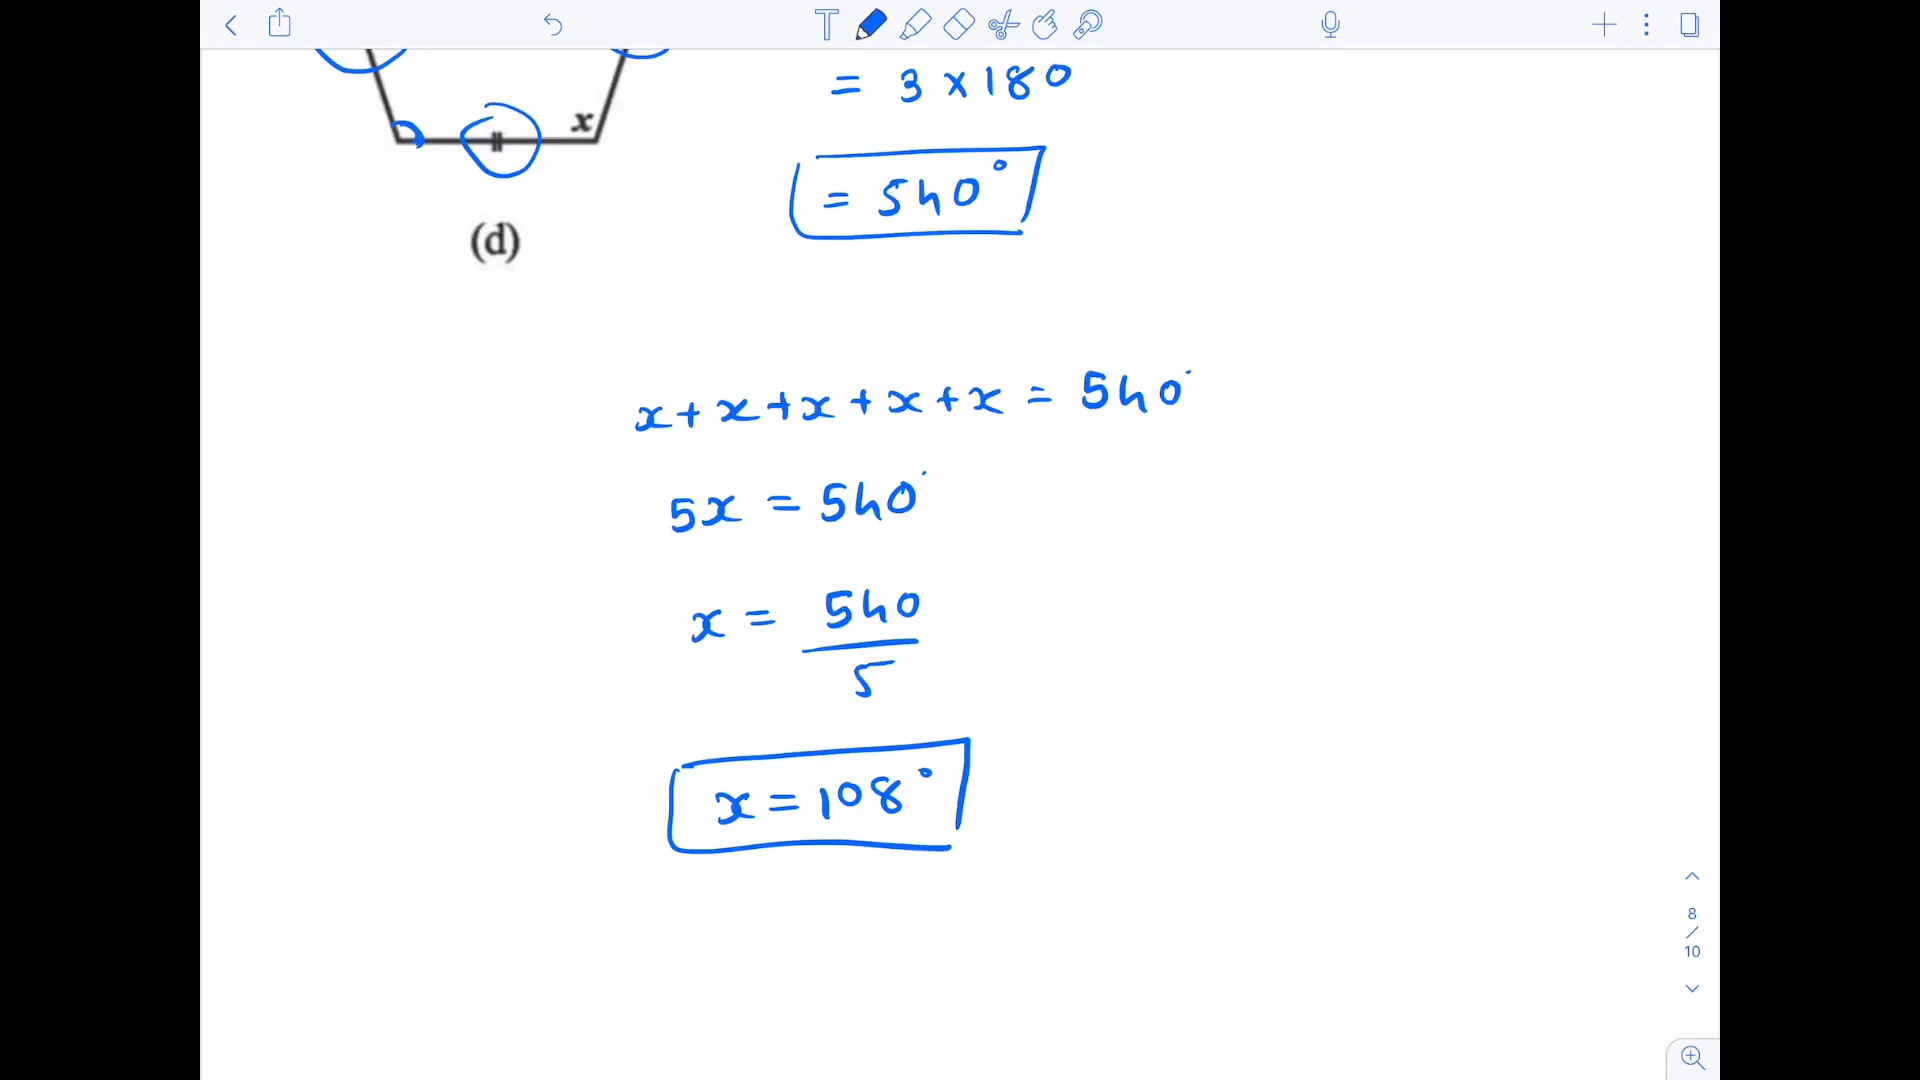 = 3 × 180
x
= 540°
(d)
x + x + x + x + x = 540°
5x = 540°
x = 540
5
x = 108°
8
/
10